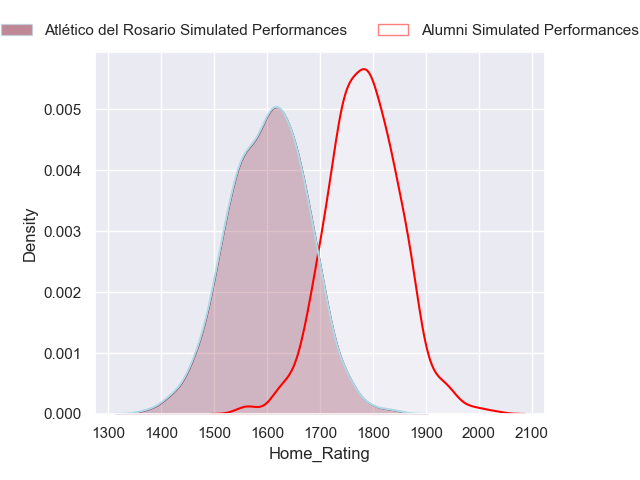 Atlético del Rosario Simulated Performances Alumni Simulated Performances
0.005
0.004
0.003
0.002
0.001
0.000
Density
1300 1400 1500 1600 1700 1800 1900 2000 2100
Home_Rating